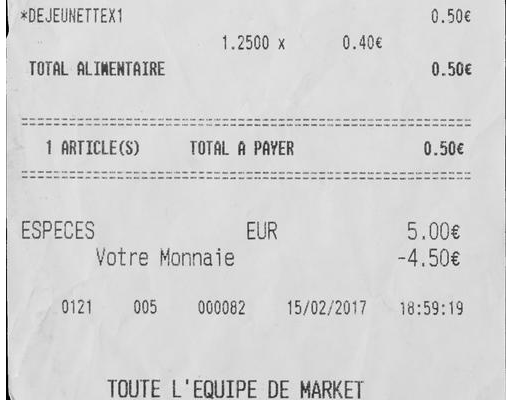 *DEJEUNETTEX1 0.50€
1.2500 x 0.40€
TOTAL ALIMENTAIRE 0.50€
1 ARTICLE(S) TOTAL A PAYER 0.50€
ESPECES EUR 5.00€
Votre Monnaie -4.50€
0121 005 000082 15/02/2017 18:59:19
TOUTE L'EQUIPE DE MARKET